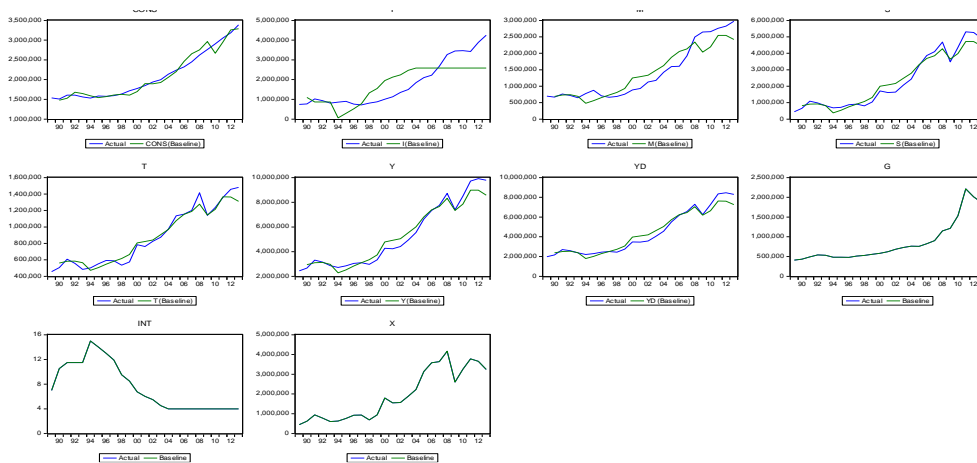 CONS
I
M
S
3,500,000
3,000,000
2,500,000
2,000,000
1,500,000
1,000,000
90 92 94 96 98 00 02 04 06 08 10 12
Actual CONS (Baseline)
5,000,000
4,000,000
3,000,000
2,000,000
1,000,000
0
90 92 94 96 98 00 02 04 06 08 10 12
Actual I (Baseline)
3,000,000
2,500,000
2,000,000
1,500,000
1,000,000
500,000
0
90 92 94 96 98 00 02 04 06 08 10 12
Actual M (Baseline)
6,000,000
5,000,000
4,000,000
3,000,000
2,000,000
1,000,000
0
90 92 94 96 98 00 02 04 06 08 10 12
Actual S (Baseline)
T
1,600,000
1,400,000
1,200,000
1,000,000
800,000
600,000
400,000
90 92 94 96 98 00 02 04 06 08 10 12
Actual T (Baseline)
Y
10,000,000
8,000,000
6,000,000
4,000,000
2,000,000
90 92 94 96 98 00 02 04 06 08 10 12
Actual Y (Baseline)
YD
10,000,000
8,000,000
6,000,000
4,000,000
2,000,000
0
90 92 94 96 98 00 02 04 06 08 10 12
Actual YD (Baseline)
G
2,500,000
2,000,000
1,500,000
1,000,000
500,000
0
90 92 94 96 98 00 02 04 06 08 10 12
Actual Baseline
INT
16
12
8
4
0
90 92 94 96 98 00 02 04 06 08 10 12
Actual Baseline
X
5,000,000
4,000,000
3,000,000
2,000,000
1,000,000
0
90 92 94 96 98 00 02 04 06 08 10 12
Actual Baseline